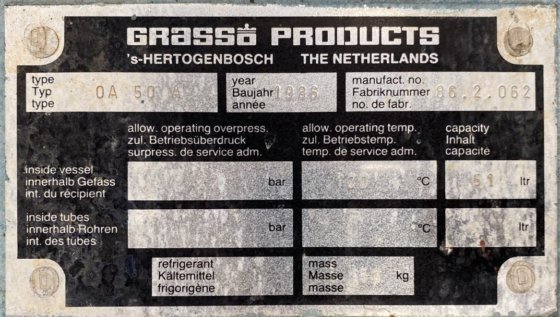 GRASSO PRODUCTS
's-HERTOGENBOSCH THE NETHERLANDS
type
Typ
type
OA 50 A
year
Baujahr
année
1986
manufact. no.
Fabriknummer
no. de fabr.
86.2.062
allow. operating overpress.
zul. Betriebsüberdruck
surpress. de service adm.
allow. operating temp.
zul. Betriebstemp.
temp. de service adm.
capacity
Inhalt
capacité
inside vessel
innerhalb Gefäss
int. du récipient
bar
°C
51 ltr
inside tubes
innerhalb Rohren
int. des tubes
bar
°C
ltr
refrigerant
Kältemittel
frigorigène
mass
Masse
masse
kg